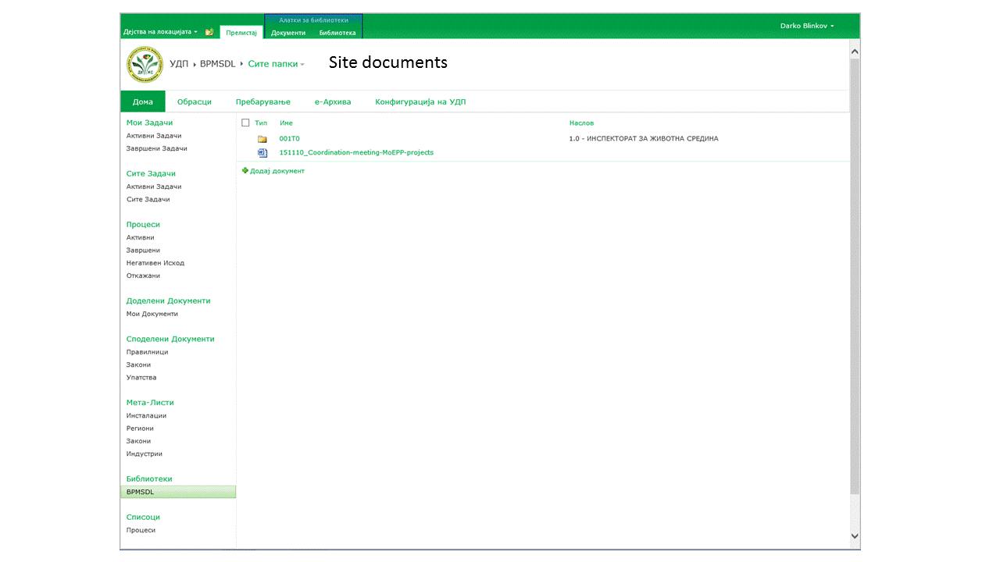 Алатки за библиотеки
Дејства на локацијата
Прелистај
Документи
Библиотека
Darko Blinkov
УДП
BPMSDL
Сите папки
Site documents
Дома
Обрасци
Пребарување
е-Архива
Конфигурација на УДП
Мои Задачи
Активни Задачи
Завршени Задачи
Сите Задачи
Активни Задачи
Сите Задачи
Процеси
Активни
Завршени
Негативен Исход
Откажани
Доделени Документи
Мои Документи
Споделени Документи
Правилници
Закони
Упатства
Мета-Листи
Инсталации
Региони
Закони
Индустрии
Библиотеки
BPMSDL
Списоци
Процеси
Тип Име Наслов
001T0 1.0 - ИНСПЕКТОРАТ ЗА ЖИВОТНА СРЕДИНА
151110_Coordination-meeting-MoEPP-projects
Додај документ